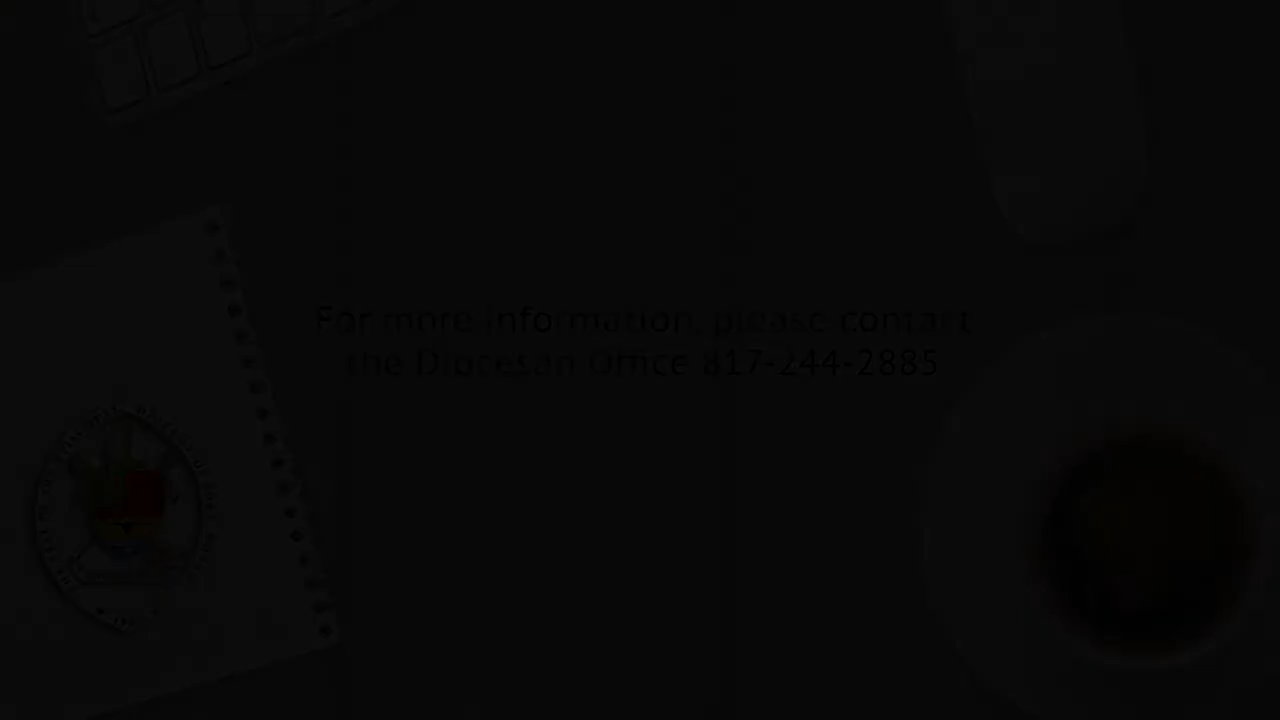 For more information, please contact
the Diocesan Office 817-244-2885